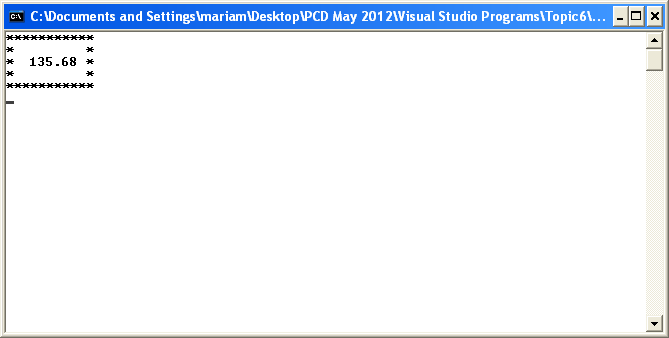 C:\Documents and Settings\mariam\Desktop\PCD May 2012\Visual Studio Programs\Topic6\...
***********
*         *
*  135.68 *
*         *
***********